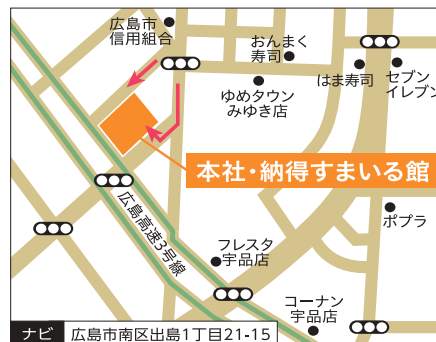 広島市
信用組合
おんまく
寿司
はま寿司
セブン
イレブン
ゆめタウン
みゆき店
本社・納得すまいる館
広島高速3号線
ポプラ
フレスタ
宇品店
コーナン
宇品店
ナビ 広島市南区出島1丁目21-15